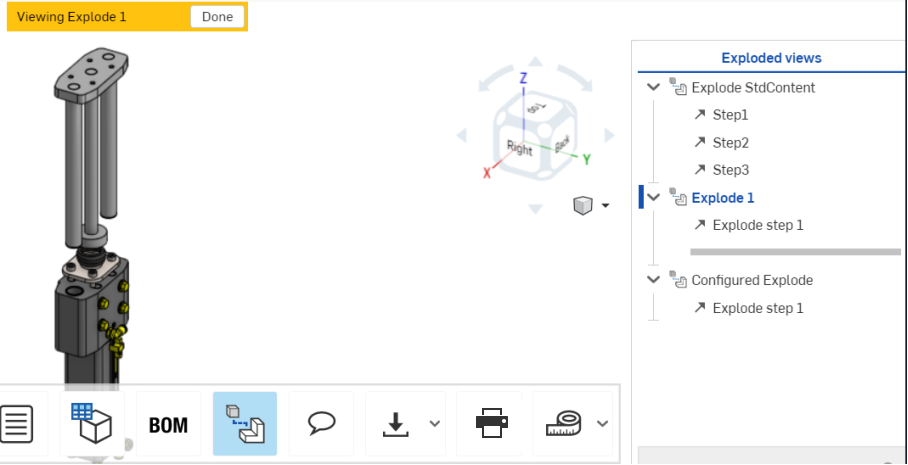 Viewing Explode 1
Done
Z
Top
Right
Back
X
Y
Exploded views
Explode StdContent
Step1
Step2
Step3
Explode 1
Explode step 1
Configured Explode
Explode step 1
BOM